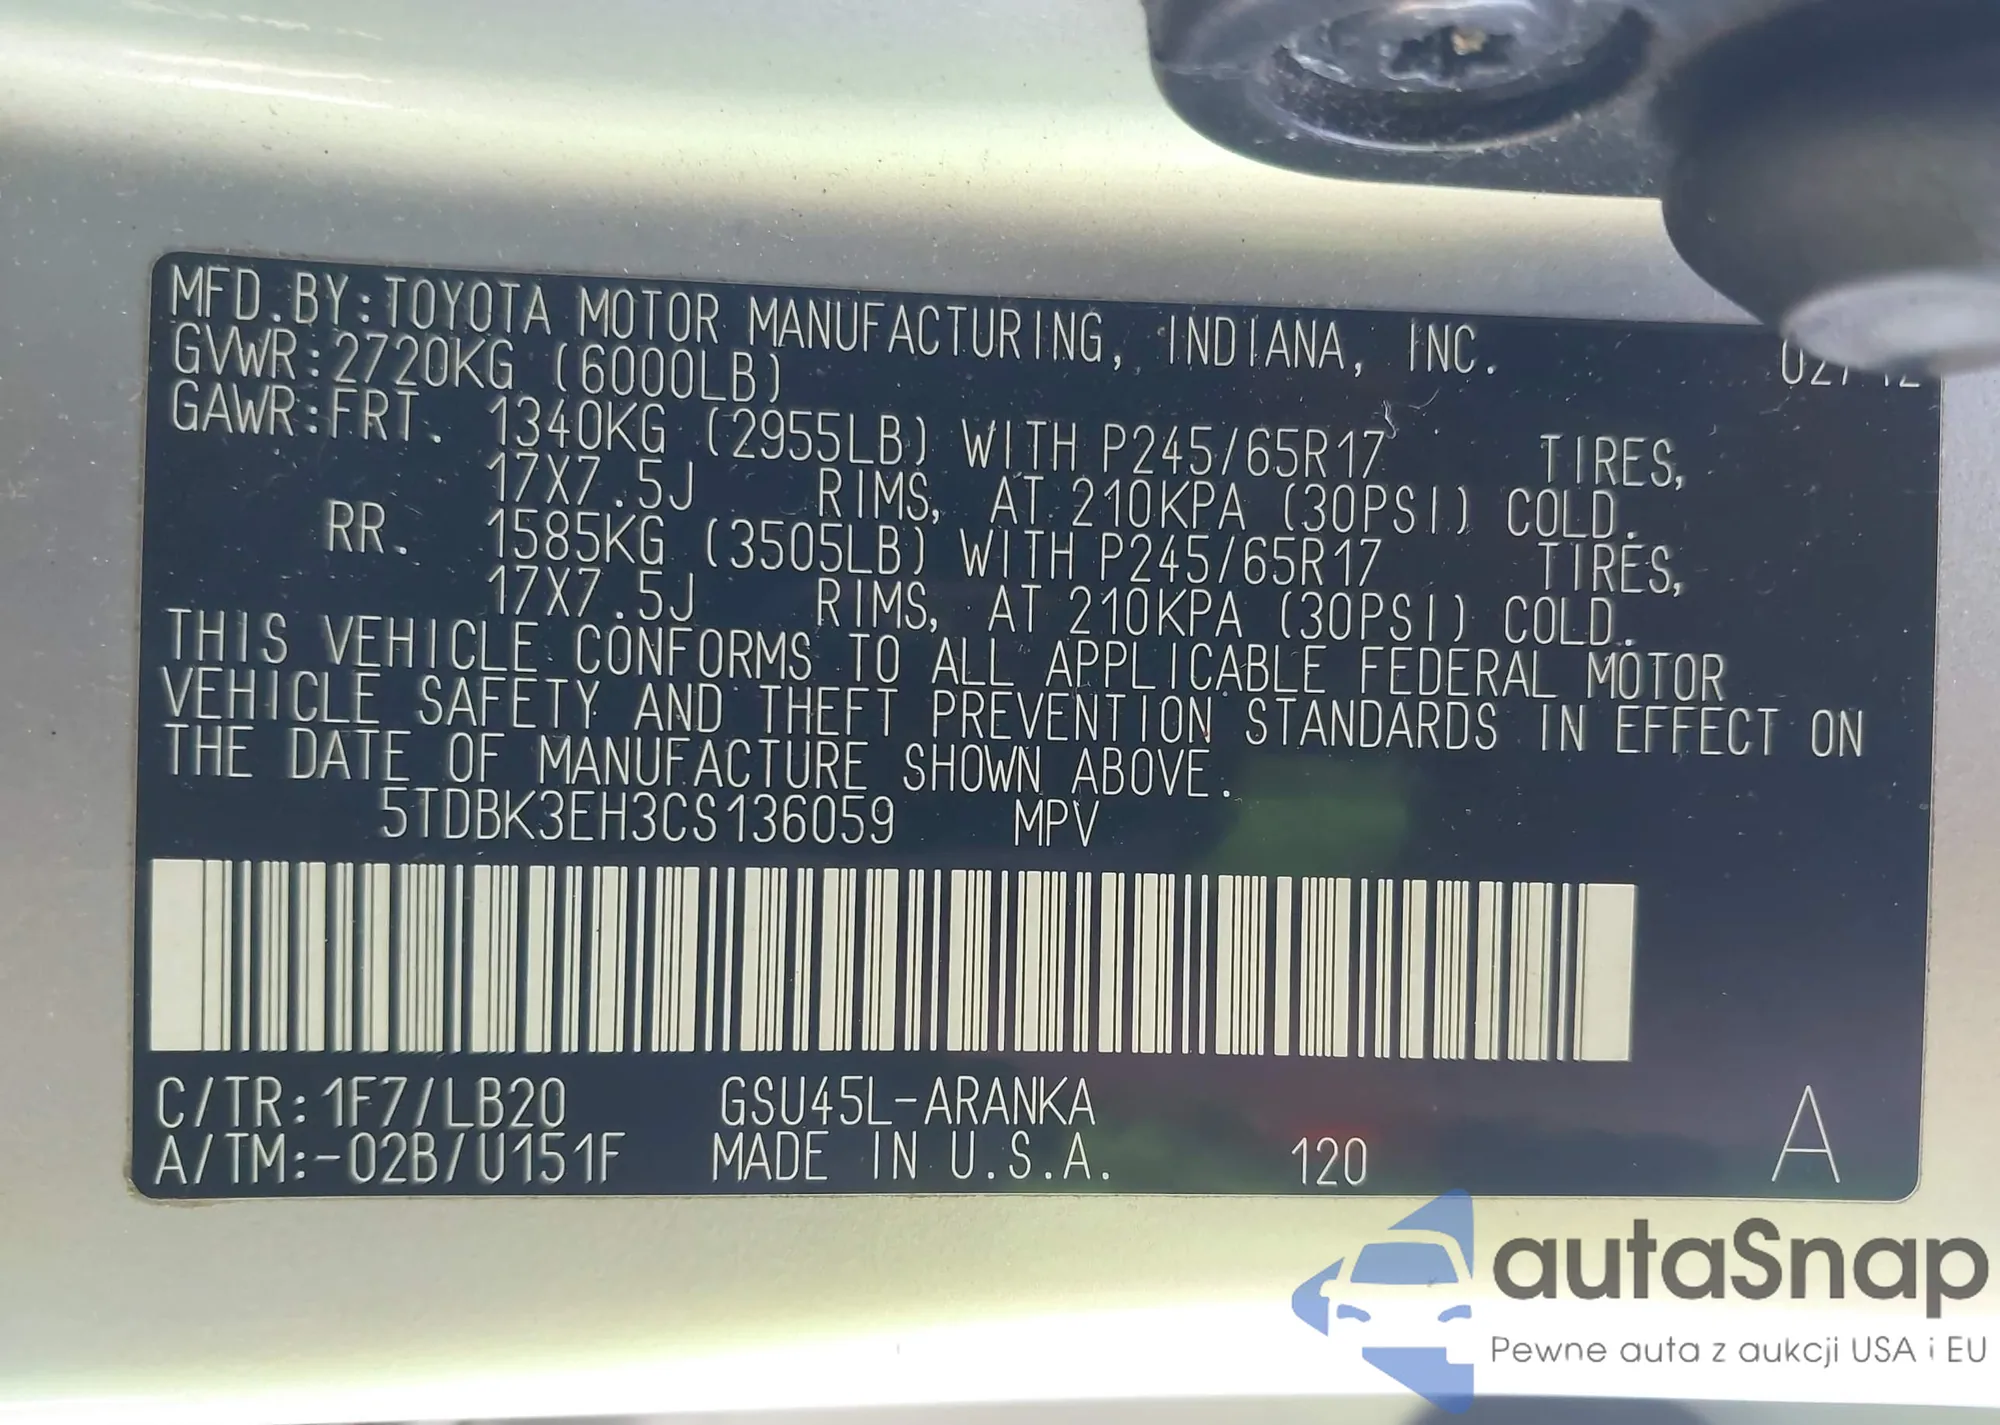 MFD.BY:TOYOTA MOTOR MANUFACTURING, INDIANA, INC.
GVWR:2720KG (6000LB)
GAWR:FRT. 1340KG (2955LB) WITH P245/65R17 TIRES,
17X7.5J RIMS, AT 210KPA (30PSI) COLD.
RR. 1585KG (3505LB) WITH P245/65R17 TIRES,
17X7.5J RIMS, AT 210KPA (30PSI) COLD.
THIS VEHICLE CONFORMS TO ALL APPLICABLE FEDERAL MOTOR
VEHICLE SAFETY AND THEFT PREVENTION STANDARDS IN EFFECT ON
THE DATE OF MANUFACTURE SHOWN ABOVE.
5TDBK3EH3CS136059 MPV
C/TR:1F7/LB20 GSU45L-ARANKA
A/TM:-02B/U151F MADE IN U.S.A. 120 A
autaSnap
Pewne auta z aukcji USA i EU